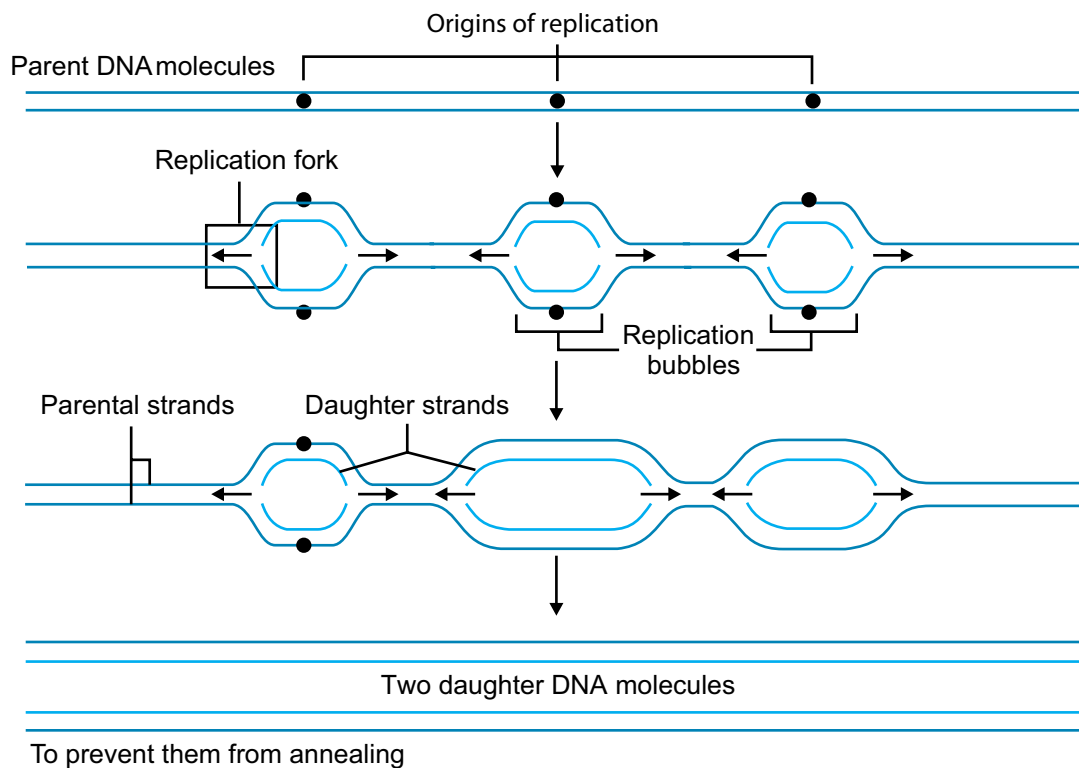 Origins of replication
Parent DNA molecules
Replication fork
Replication
bubbles
Parental strands
Daughter strands
Two daughter DNA molecules
To prevent them from annealing